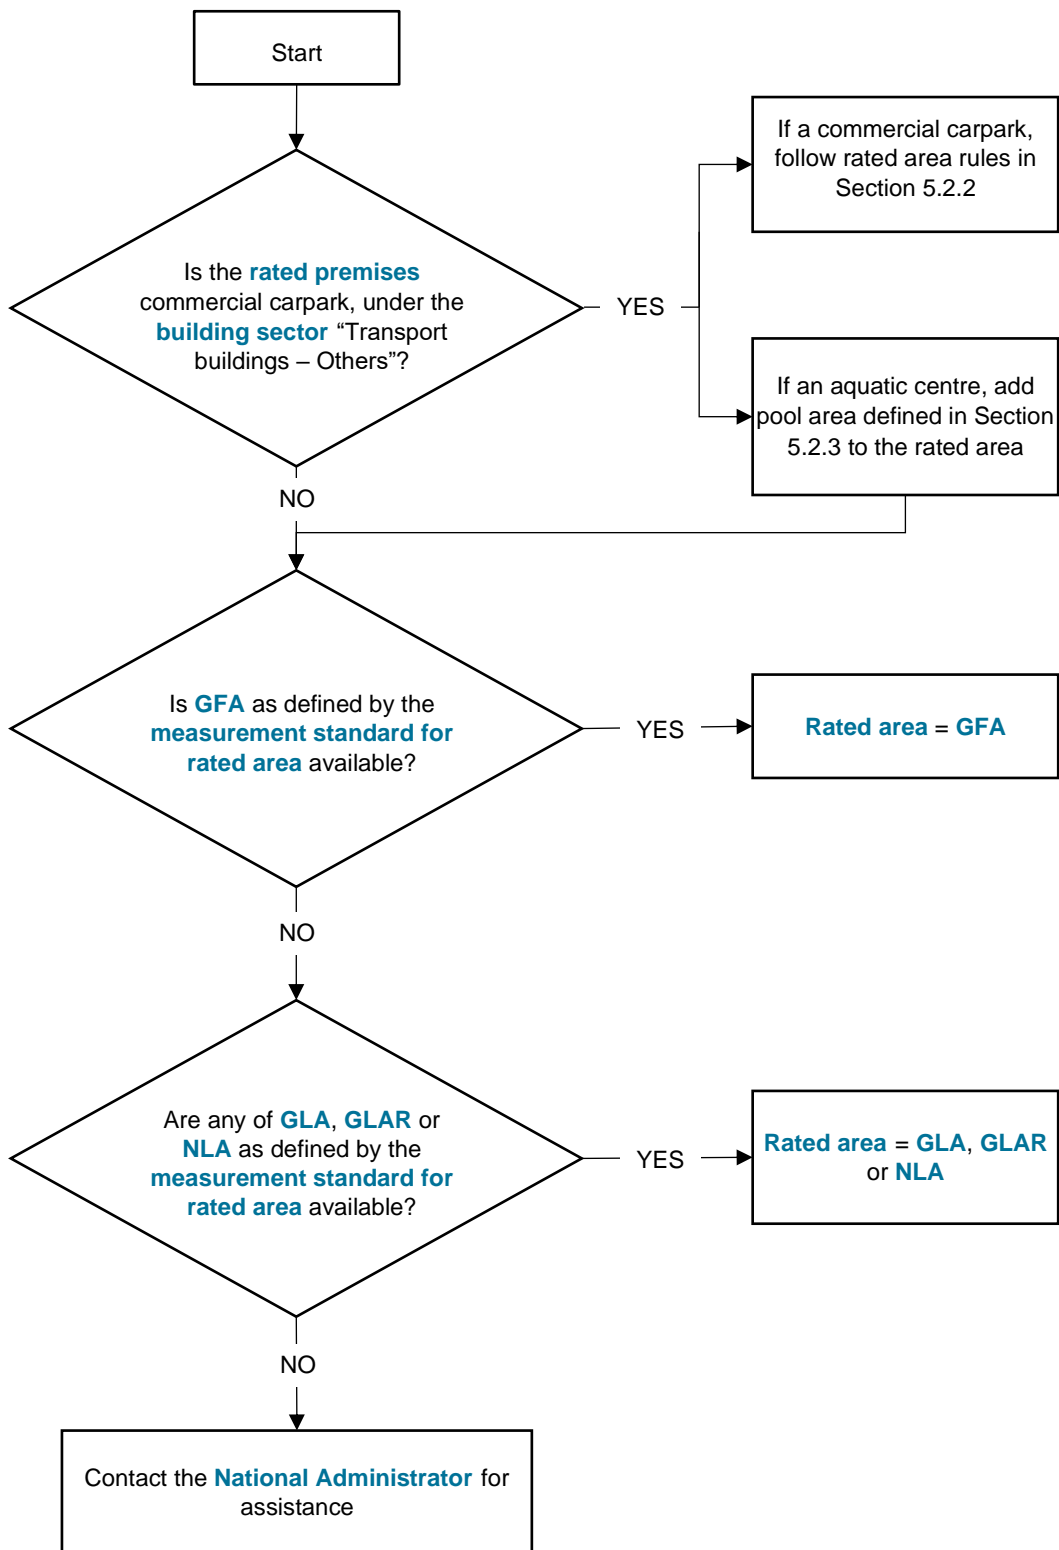 Start
If a commercial carpark,
follow rated area rules in
Section 5.2.2
Is the rated premises
commercial carpark, under the
building sector “Transport
buildings – Others”?
YES
If an aquatic centre, add
pool area defined in Section
5.2.3 to the rated area
NO
Is GFA as defined by the
measurement standard for
rated area available?
YES
Rated area = GFA
NO
Are any of GLA, GLAR or
NLA as defined by the
measurement standard for
rated area available?
YES
Rated area = GLA, GLAR
or NLA
NO
Contact the National Administrator for
assistance